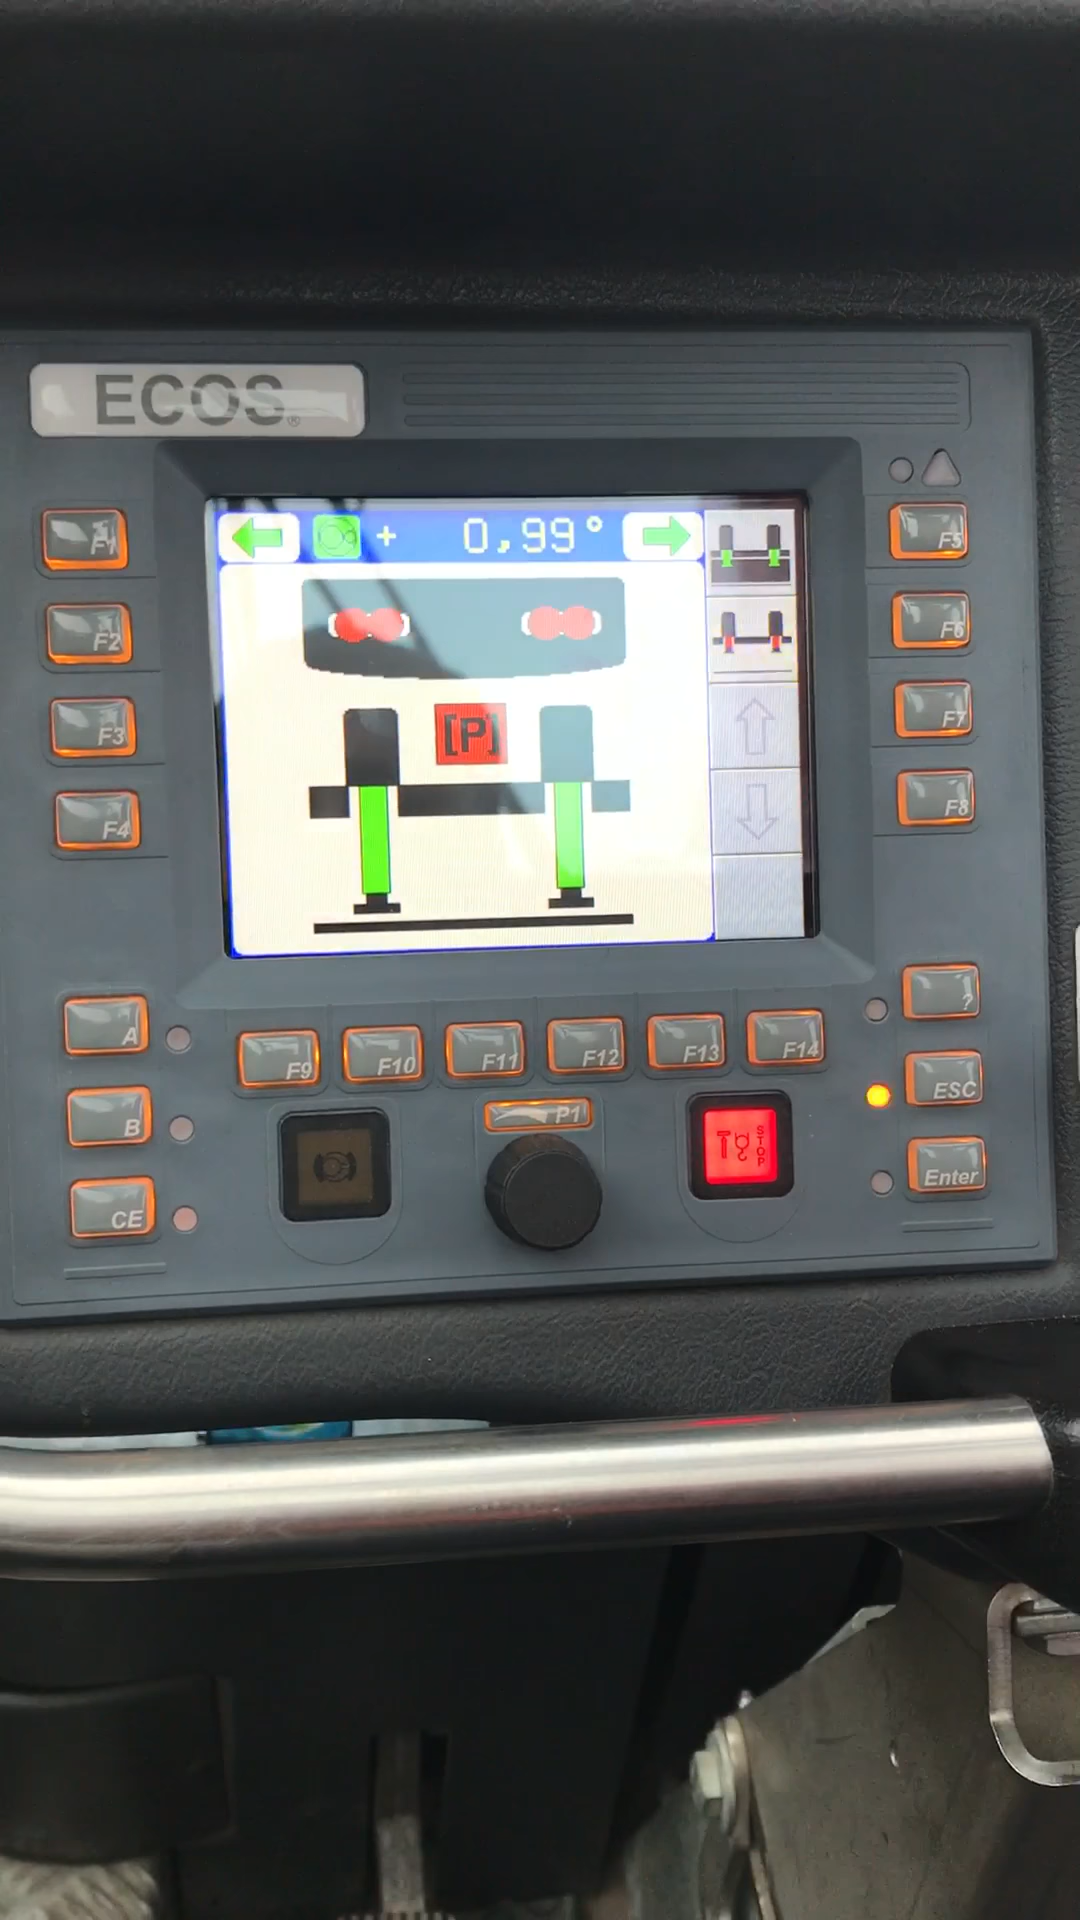 ECOS®
+ 0,99°
[P]
F1
F2
F3
F4
F5
F6
F7
F8
A
B
CE
F9
F10
F11
F12
F13
F14
P1
STOP
?
ESC
Enter